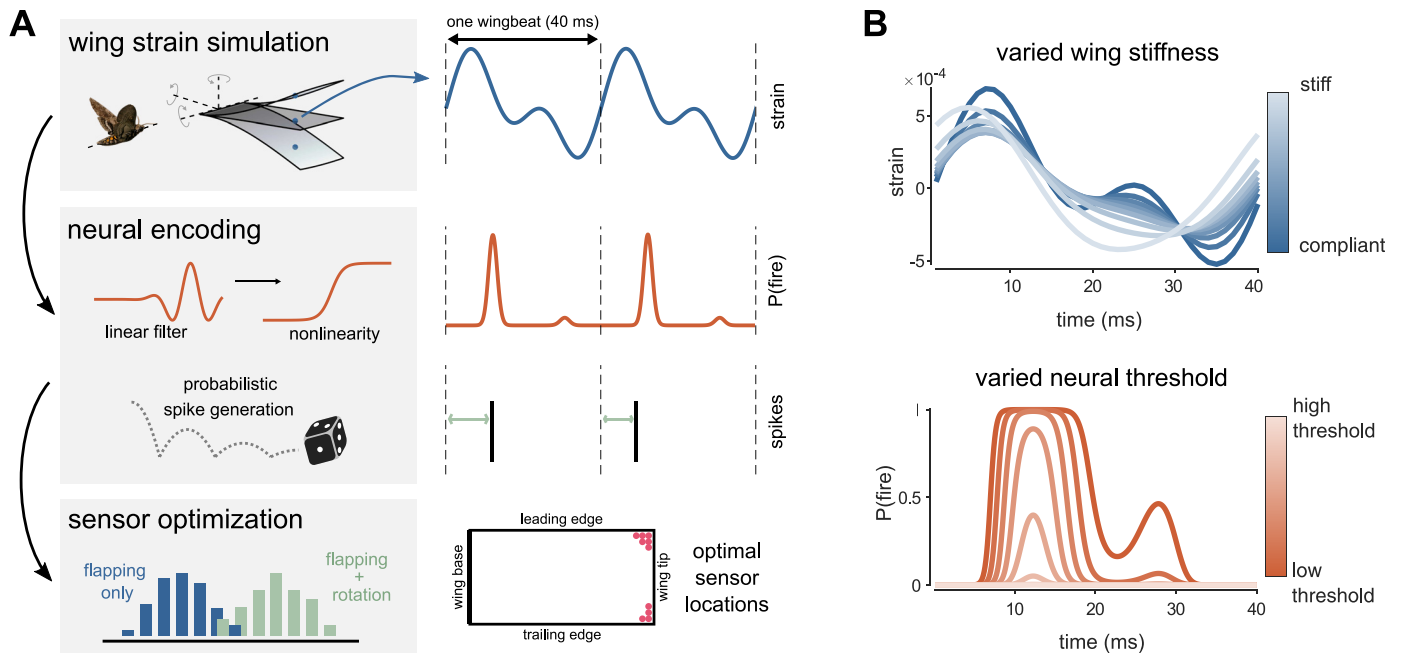 A
wing strain simulation
one wingbeat (40 ms)
strain
neural encoding
linear filter
nonlinearity
P(fire)
probabilistic
spike generation
spikes
sensor optimization
flapping
only
flapping
+
rotation
leading edge
wing base
wing tip
trailing edge
optimal
sensor
locations
B
varied wing stiffness
×10-4
5
0
-5
strain
10
20
30
40
time (ms)
stiff
compliant
varied neural threshold
1
0.5
0
P(fire)
10
20
30
40
time (ms)
high
threshold
low
threshold